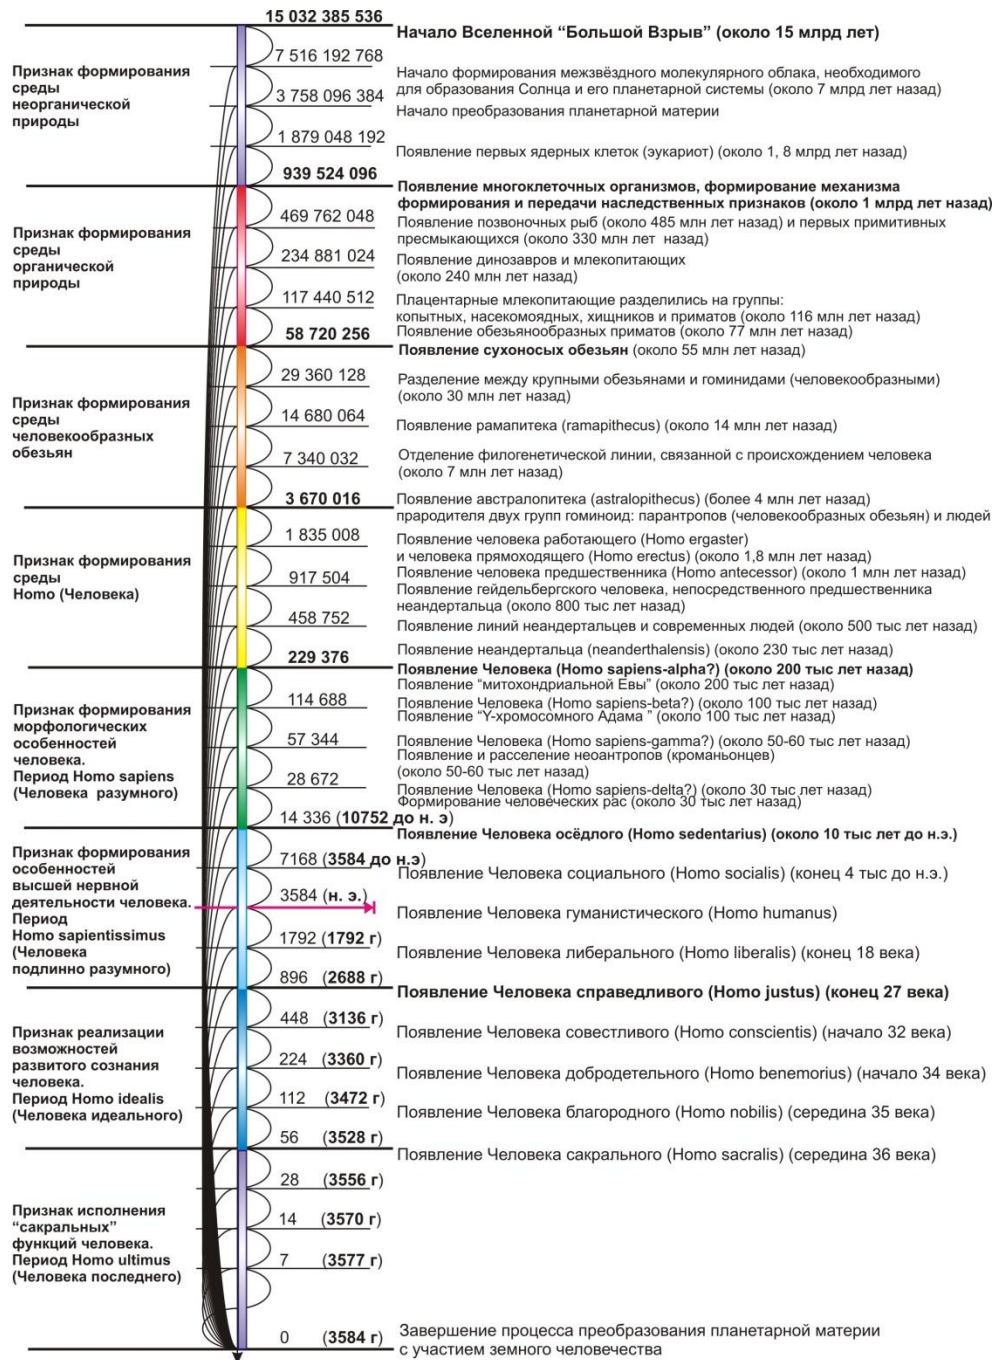 15 032 385 536
Начало Вселенной “Большой Взрыв” (около 15 млрд лет)
7 516 192 768
Признак формирования
среды
неорганической
природы
Начало формирования межзвёздного молекулярного облака, необходимого
для образования Солнца и его планетарной системы (около 7 млрд лет назад)
3 758 096 384
Начало преобразования планетарной материи
1 879 048 192
Появление первых ядерных клеток (эукариот) (около 1, 8 млрд лет назад)
939 524 096
Появление многоклеточных организмов, формирование механизма
формирования и передачи наследственных признаков (около 1 млрд лет назад)
Признак формирования
среды
органической
природы
469 762 048
Появление позвоночных рыб (около 485 млн лет назад) и первых примитивных
пресмыкающихся (около 330 млн лет назад)
234 881 024
Появление динозавров и млекопитающих
(около 240 млн лет назад)
117 440 512
Плацентарные млекопитающие разделились на группы:
копытных, насекомоядных, хищников и приматов (около 116 млн лет назад)
Появление обезьянообразных приматов (около 77 млн лет назад)
58 720 256
Появление сухоносых обезьян (около 55 млн лет назад)
Признак формирования
среды
человекообразных
обезьян
29 360 128
Разделение между крупными обезьянами и гоминидами (человекообразными)
(около 30 млн лет назад)
14 680 064
Появление рамапитека (ramapithecus) (около 14 млн лет назад)
7 340 032
Отделение филогенетической линии, связанной с происхождением человека
(около 7 млн лет назад)
3 670 016
Появление австралопитека (astralopithecus) (более 4 млн лет назад)
прародителя двух групп гоминоид: парантропов (человекообразных обезьян) и людей
Признак формирования
среды
Homo (Человека)
1 835 008
Появление человека работающего (Homo ergaster)
и человека прямоходящего (Homo erectus) (около 1,8 млн лет назад)
917 504
Появление человека предшественника (Homo antecessor) (около 1 млн лет назад)
Появление гейдельбергского человека, непосредственного предшественника
неандертальца (около 800 тыс лет назад)
458 752
Появление линий неандертальцев и современных людей (около 500 тыс лет назад)
229 376
Появление неандертальца (neanderthalensis) (около 230 тыс лет назад)
Появление Человека (Homo sapiens-alpha?) (около 200 тыс лет назад)
Появление “митохондриальной Евы” (около 200 тыс лет назад)
Признак формирования
морфологических
особенностей
человека.
Период Homo sapiens
(Человека разумного)
114 688
Появление Человека (Homo sapiens-beta?) (около 100 тыс лет назад)
Появление “Y-хромосомного Адама ” (около 100 тыс лет назад)
57 344
Появление Человека (Homo sapiens-gamma?) (около 50-60 тыс лет назад)
Появление и расселение неоантропов (кроманьонцев)
(около 50-60 тыс лет назад)
28 672
Появление Человека (Homo sapiens-delta?) (около 30 тыс лет назад)
Формирование человеческих рас (около 30 тыс лет назад)
14 336 (10752 до н. э)
Появление Человека осёдлого (Homo sedentarius) (около 10 тыс лет до н.э.)
Признак формирования
особенностей
высшей нервной
деятельности человека.
Период
Homo sapientissimus
(Человека
подлинно разумного)
7168 (3584 до н.э)
Появление Человека социального (Homo socialis) (конец 4 тыс до н.э.)
3584 (н. э.)
Появление Человека гуманистического (Homo humanus)
1792 (1792 г)
Появление Человека либерального (Homo liberalis) (конец 18 века)
896 (2688 г)
Появление Человека справедливого (Homo justus) (конец 27 века)
Признак реализации
возможностей
развитого сознания
человека.
Период Homo idealis
(Человека идеального)
448 (3136 г)
Появление Человека совестливого (Homo conscientis) (начало 32 века)
224 (3360 г)
Появление Человека добродетельного (Homo benemorius) (начало 34 века)
112 (3472 г)
Появление Человека благородного (Homo nobilis) (середина 35 века)
56 (3528 г)
Появление Человека сакрального (Homo sacralis) (середина 36 века)
Признак исполнения
“сакральных”
функций человека.
Период Homo ultimus
(Человека последнего)
28 (3556 г)
14 (3570 г)
7 (3577 г)
0 (3584 г)
Завершение процесса преобразования планетарной материи
с участием земного человечества